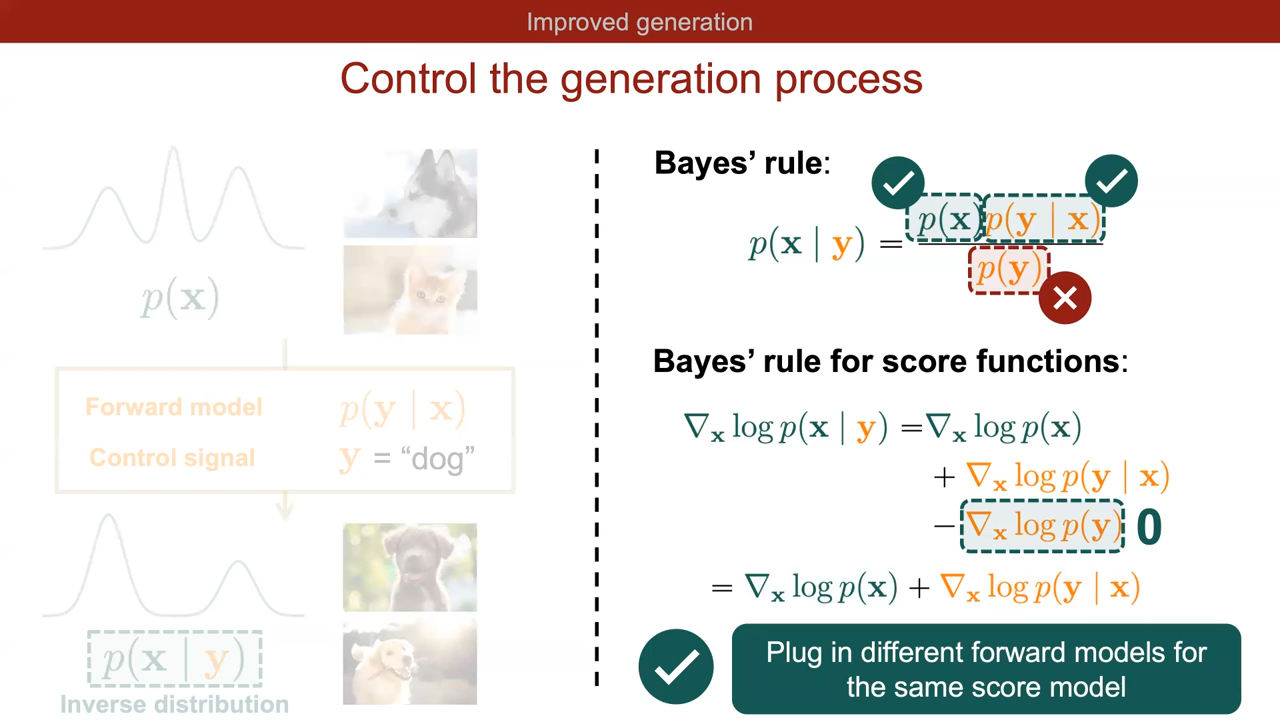 Improved generation
Control the generation process
p(x)
Forward model p(y | x)
Control signal y = “dog”
p(x | y)
Inverse distribution
Bayes’ rule:
p(x | y) = p(x)p(y | x) / p(y)
Bayes’ rule for score functions:
∇x log p(x | y) =∇x log p(x)
+ ∇x log p(y | x)
− ∇x log p(y) 0
= ∇x log p(x) + ∇x log p(y | x)
Plug in different forward models for
the same score model